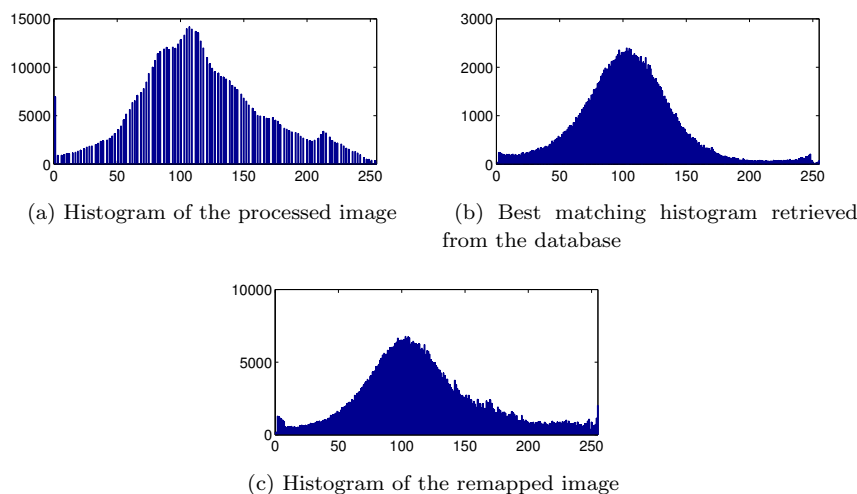 15000
10000
5000
0
0 50 100 150 200 250
(a) Histogram of the processed image
3000
2000
1000
0
0 50 100 150 200 250
(b) Best matching histogram retrieved
from the database
10000
5000
0
0 50 100 150 200 250
(c) Histogram of the remapped image